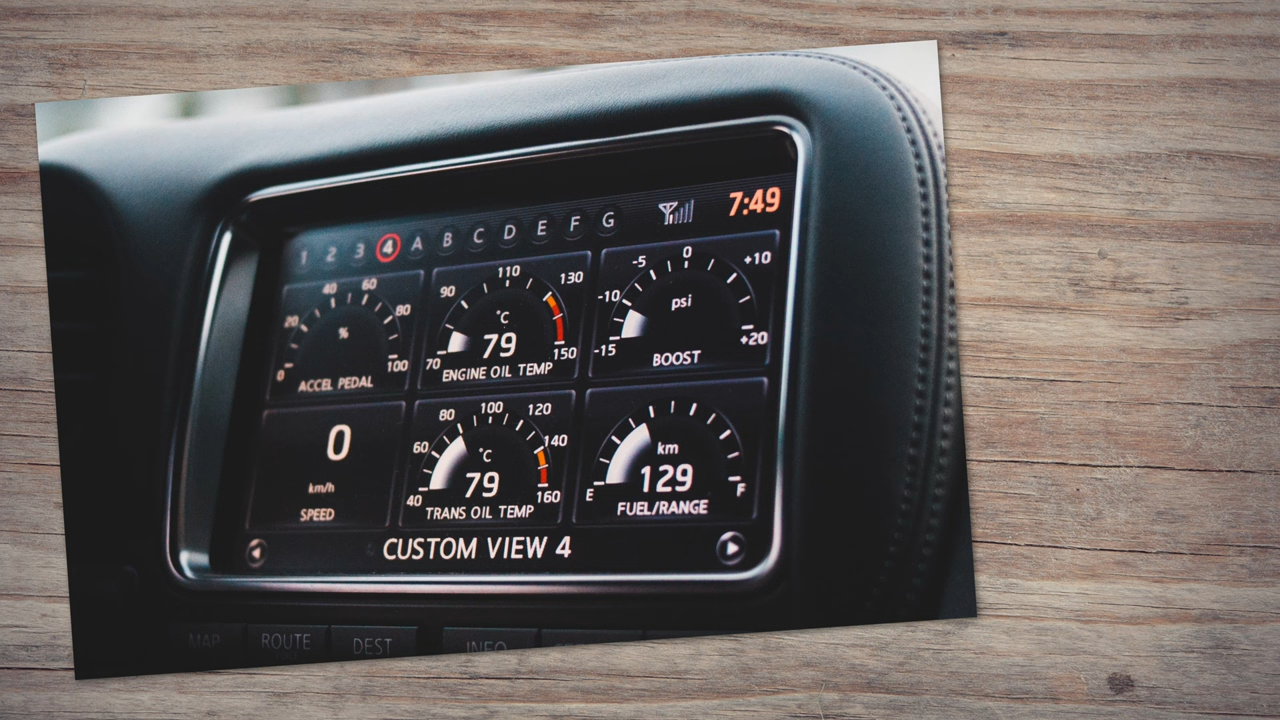 7:49
1 2 3 4 A B C D E F G
0 20 40 60 80 100
%
ACCEL PEDAL
70 90 110 130 150
°C
79
ENGINE OIL TEMP
-15 -10 -5 0 +10 +20
psi
BOOST
0
km/h
SPEED
40 60 80 100 120 140 160
°C
79
TRANS OIL TEMP
E F
km
129
FUEL/RANGE
CUSTOM VIEW 4
MAP ROUTE DEST INFO